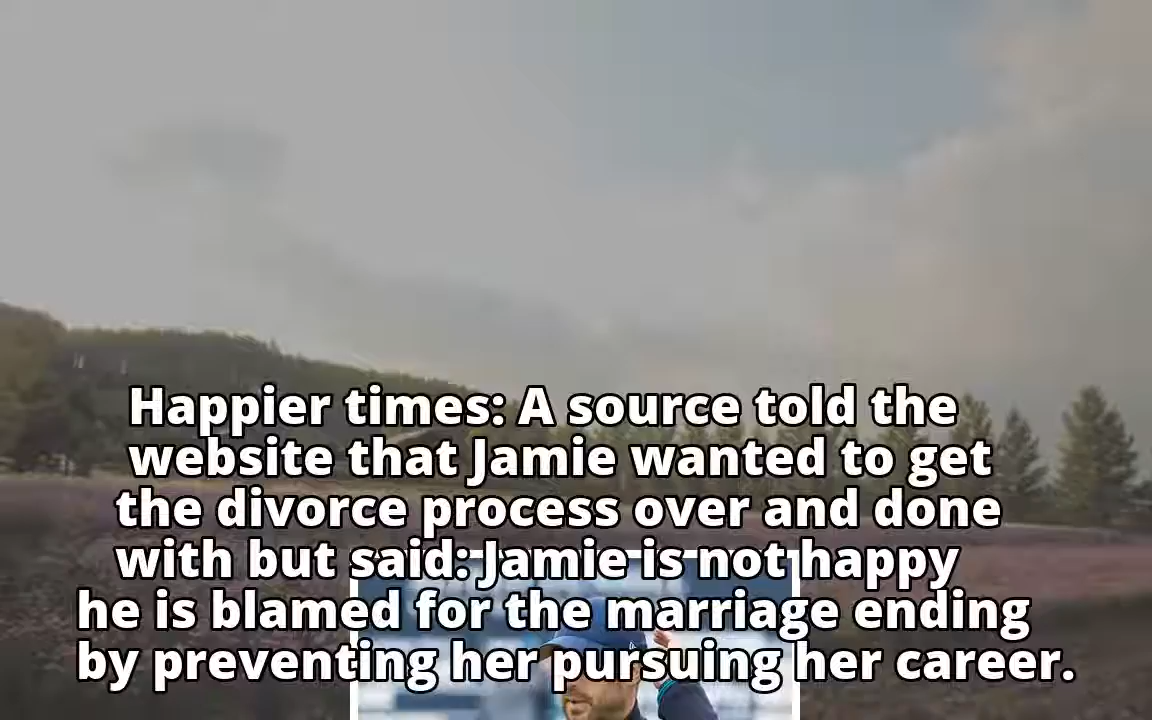 Happier times: A source told the
website that Jamie wanted to get
the divorce process over and done
with but said: Jamie is not happy
he is blamed for the marriage ending
by preventing her pursuing her career.